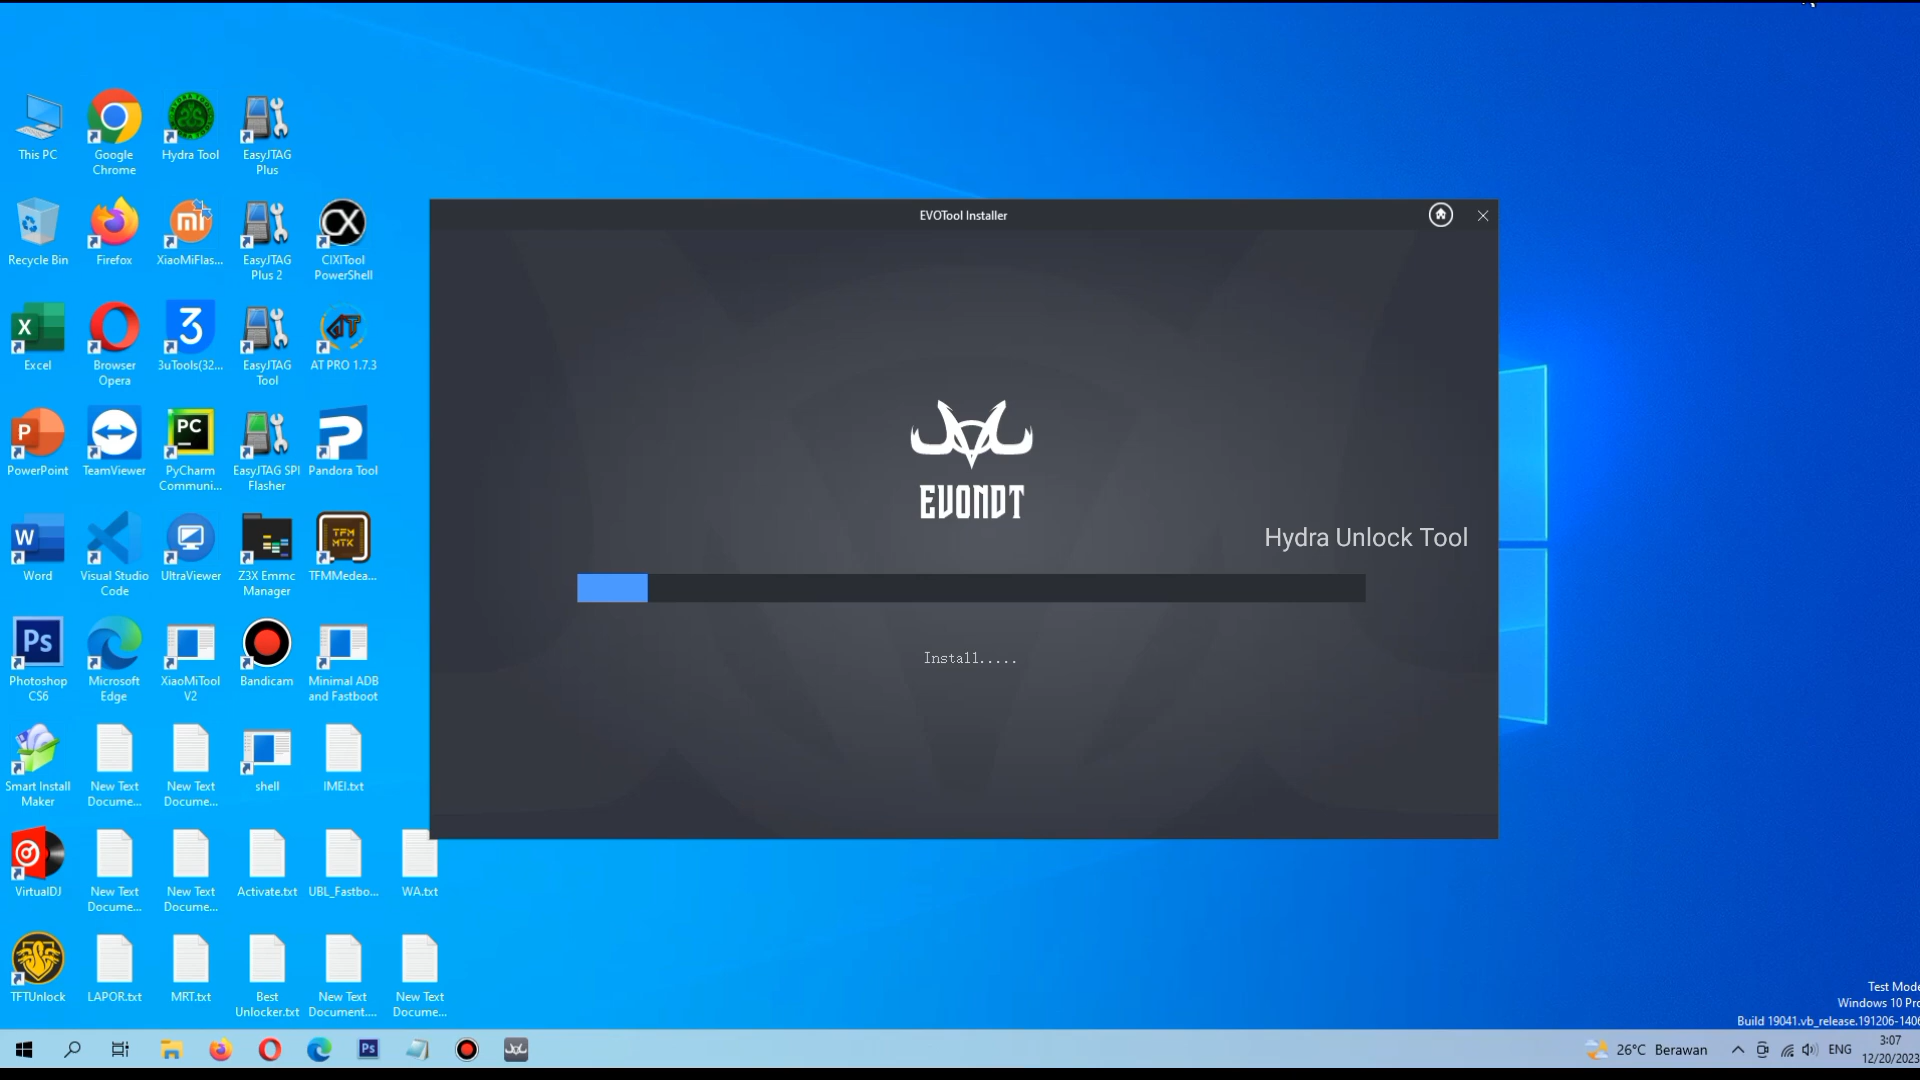 This PC
Google
Chrome
Hydra Tool
EasyJTAG
Plus
Recycle Bin
Firefox
XiaoMiFlas...
EasyJTAG
Plus 2
CIXITool
PowerShell
Excel
Browser
Opera
3uTools(32...
EasyJTAG
Tool
AT PRO 1.7.3
PowerPoint
TeamViewer
PyCharm
Communi...
EasyJTAG SPI
Flasher
Pandora Tool
Word
Visual Studio
Code
UltraViewer
Z3X Emmc
Manager
TFM
MTK
TFMMedea...
Photoshop
CS6
Microsoft
Edge
XiaoMiTool
V2
Bandicam
Minimal ADB
and Fastboot
Smart Install
Maker
New Text
Docume...
New Text
Docume...
shell
IMEI.txt
VirtualDJ
New Text
Docume...
New Text
Docume...
Activate.txt
UBL_Fastbo...
WA.txt
TFTUnlock
LAPOR.txt
MRT.txt
Best
Unlocker.txt
New Text
Document....
New Text
Docume...
EVOTool Installer
EVONDT
Hydra Unlock Tool
Install.....
Test Mode
Windows 10 Pro
Build 19041.vb_release.191206-1406
26°C Berawan
ENG
3:07
12/20/2023